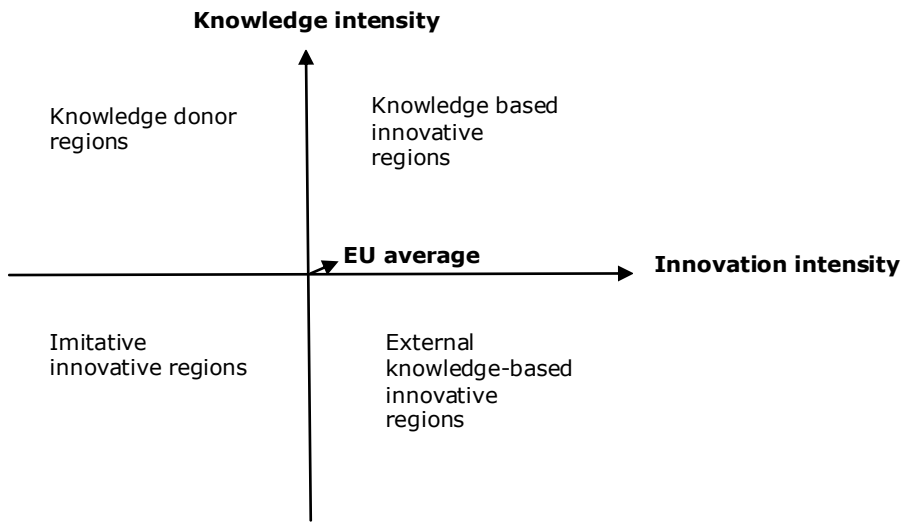 Knowledge intensity
Knowledge donor
regions
Knowledge based
innovative
regions
EU average
Innovation intensity
Imitative
innovative regions
External
knowledge-based
innovative
regions